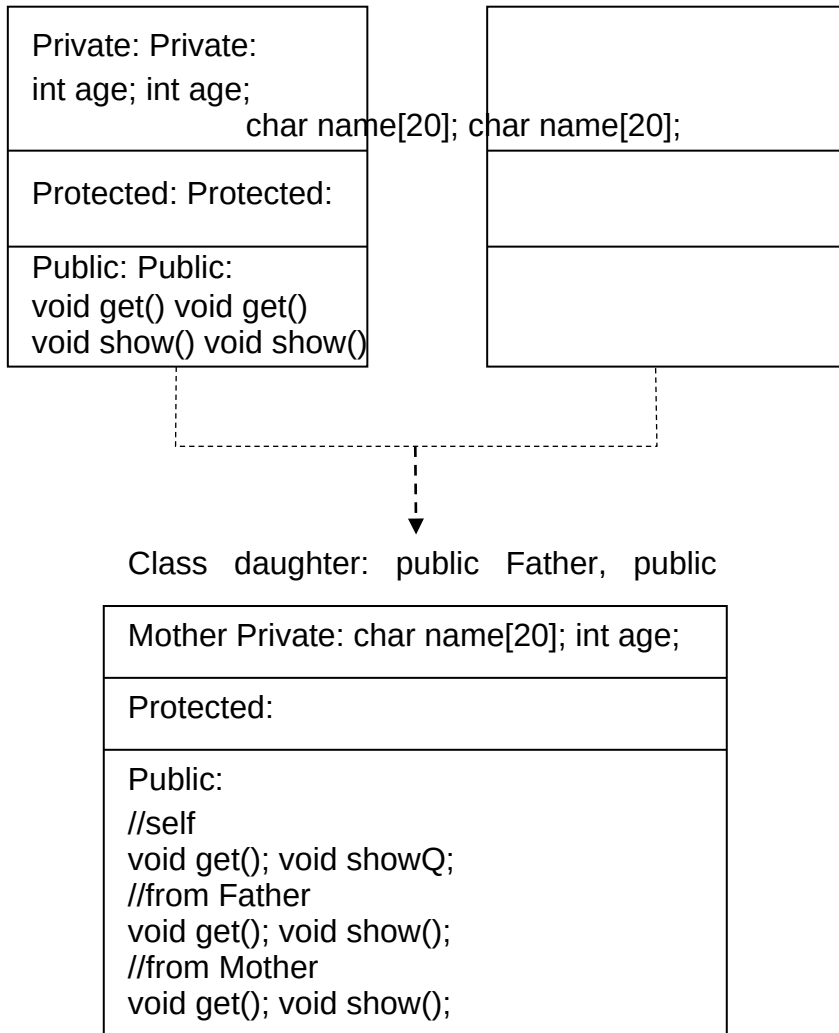 Private: Private:
int age; int age;
char name[20]; char name[20];
Protected: Protected:
Public: Public:
void get() void get()
void show() void show()
Class daughter: public Father, public
Mother Private: char name[20]; int age;
Protected:
Public:
//self
void get(); void showQ;
//from Father
void get(); void show();
//from Mother
void get(); void show();